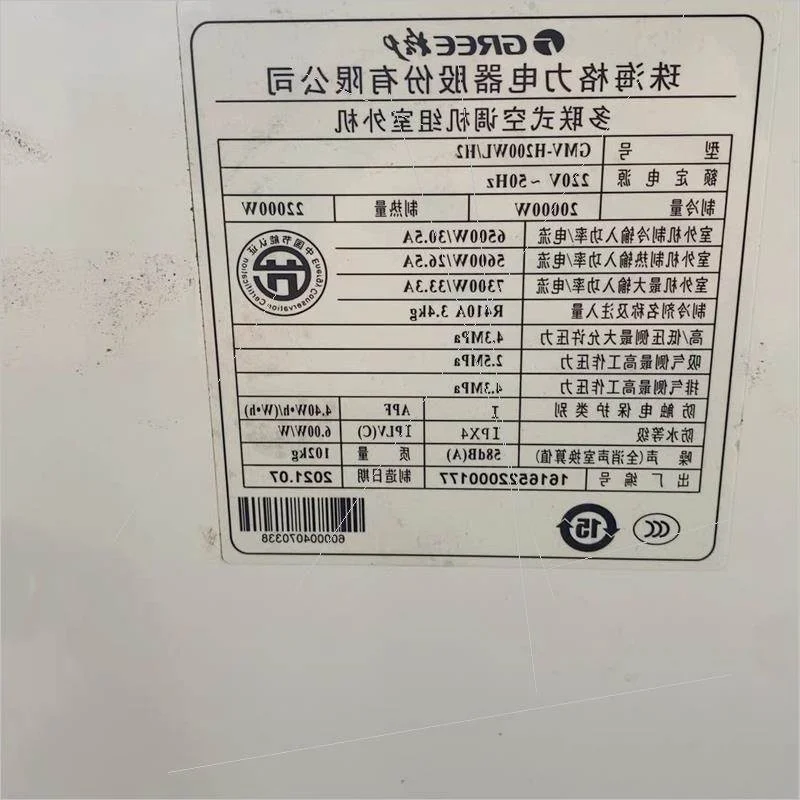 GREE格力
珠海格力电器股份有限公司
多联式空调机组室外机
型号 GMV-H200WL/H2
额定电源 220V ~ 50Hz
制冷量 20000W 制热量 22000W
室外机制冷输入功率/电流 6500W/30.5A
室外机制热输入功率/电流 5600W/26.5A
室外机最大输入功率/电流 7300W/33.3A
制冷剂名称及注入量 R410A 3.4kg
中国节能认证
Energy Conservation Certification
高/低压侧最大允许压力 4.3MPa
吸气侧最高工作压力 2.5MPa
排气侧最高工作压力 4.3MPa
防触电保护类别 I APF 4.40W•h/(W•h)
防水等级 IPX4 IPLV(C) 6.00W/W
噪声(全消声室换算值) 58dB(A) 质量 102kg
出厂编号 1616522000177 制造日期 2021.07
CCC 15
600004070338